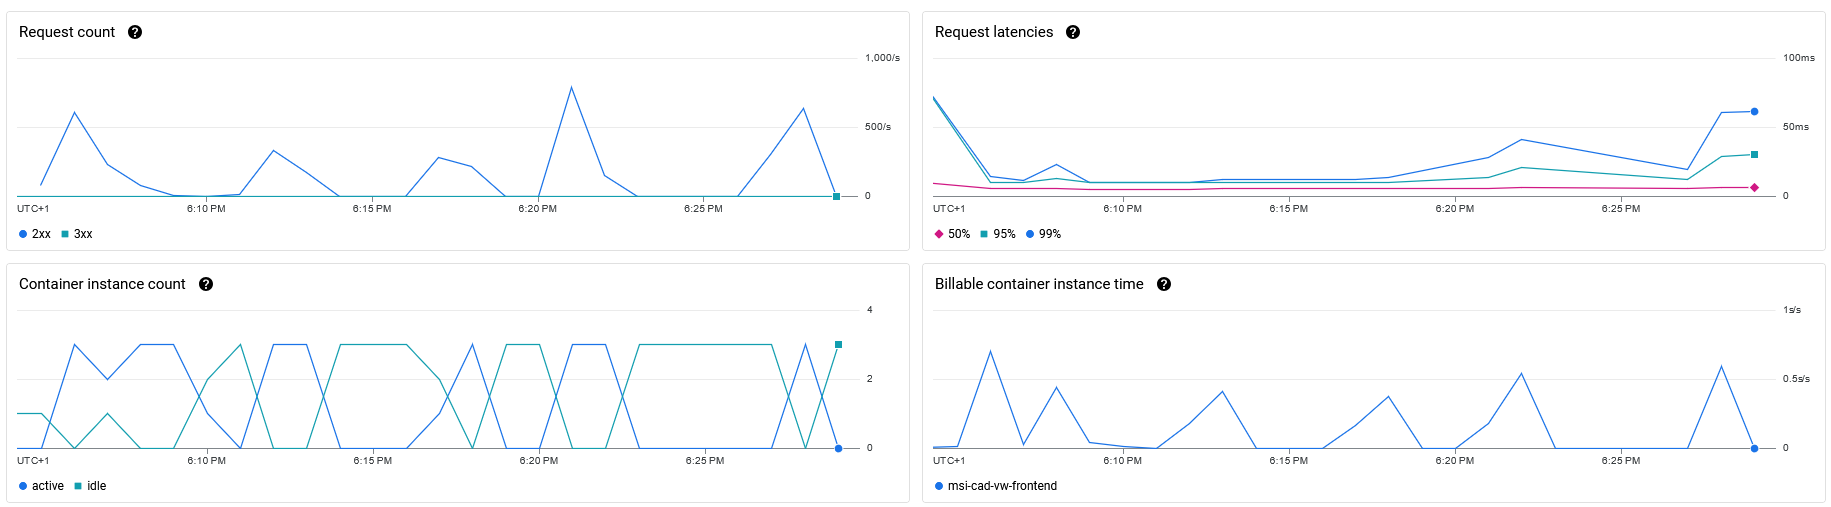 Request count ?
1,000/s
500/s
0
UTC+1 6:10 PM 6:15 PM 6:20 PM 6:25 PM
2xx 3xx
Request latencies ?
100ms
50ms
0
UTC+1 6:10 PM 6:15 PM 6:20 PM 6:25 PM
50% 95% 99%
Container instance count ?
4
2
0
UTC+1 6:10 PM 6:15 PM 6:20 PM 6:25 PM
active idle
Billable container instance time ?
1s/s
0.5s/s
0
UTC+1 6:10 PM 6:15 PM 6:20 PM 6:25 PM
msi-cad-vw-frontend